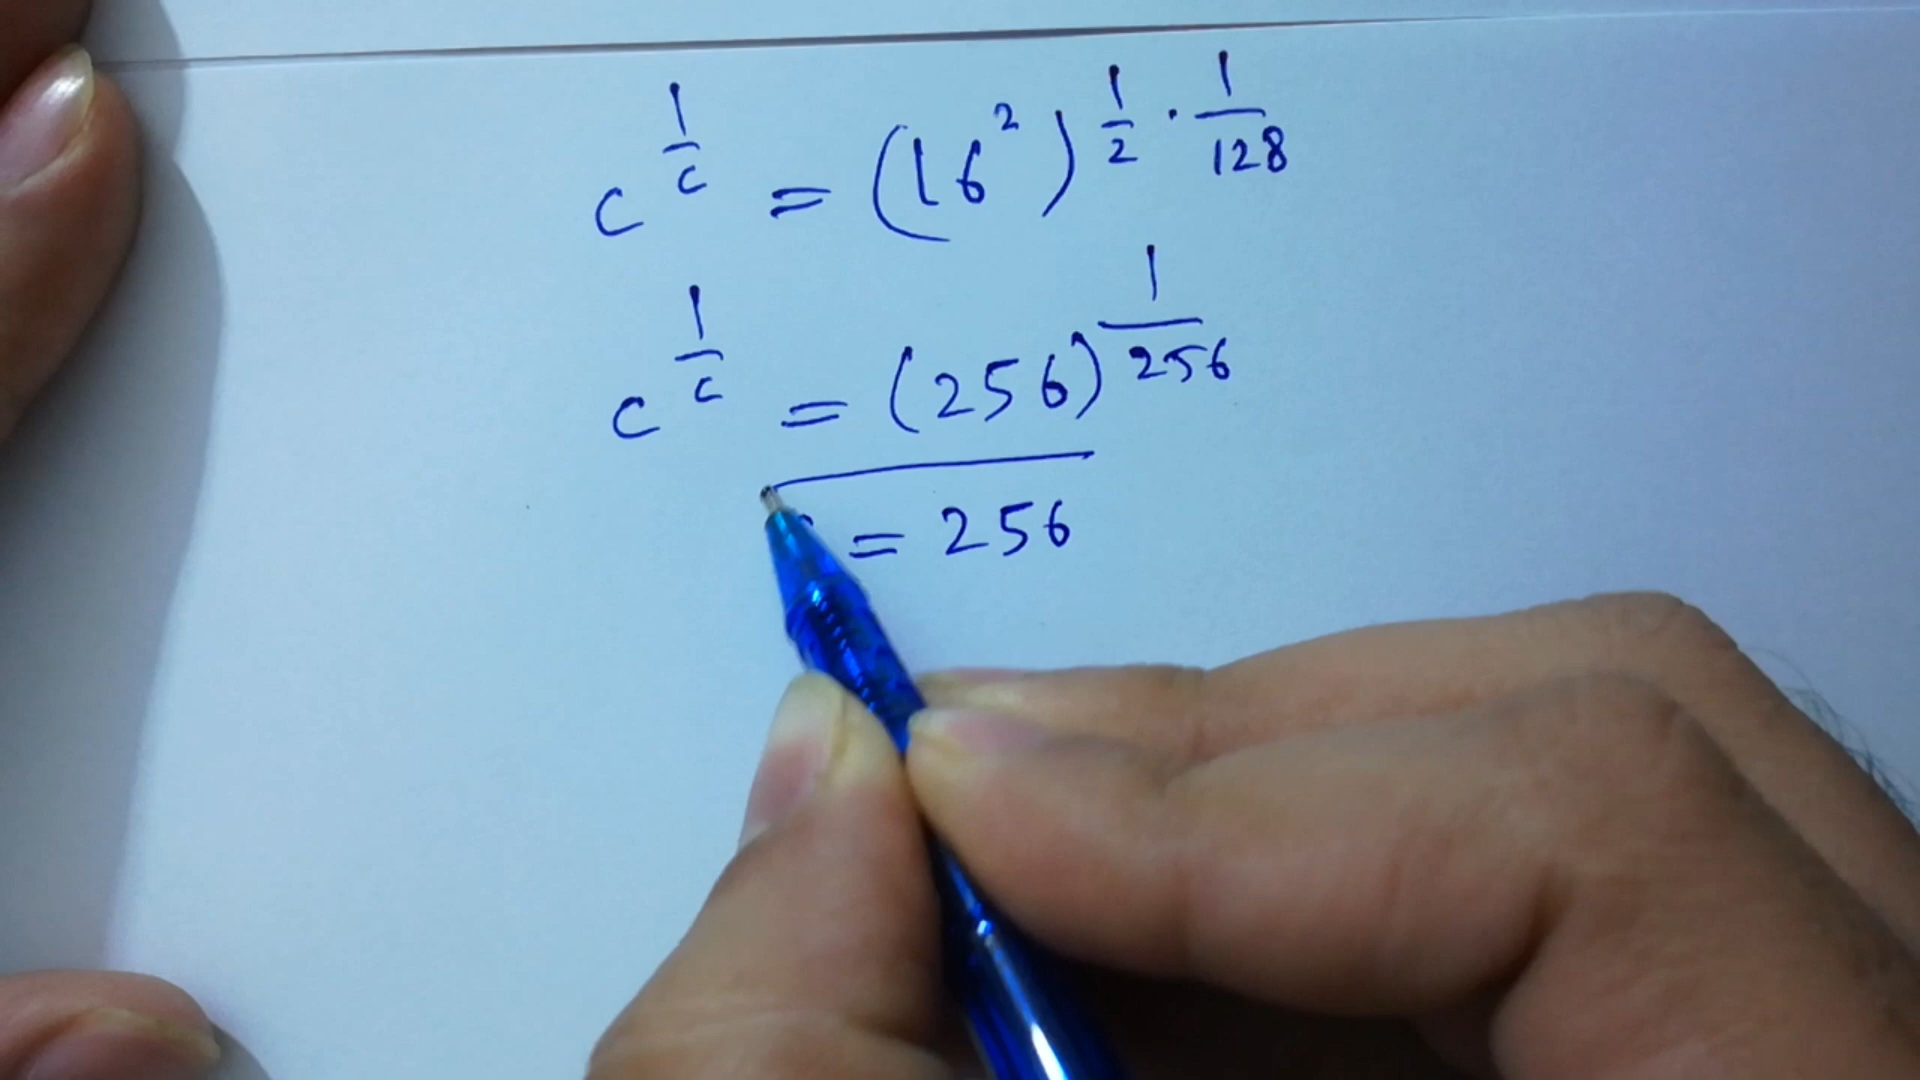 c^(1/c) = (16²)^(1/2 · 1/128)
c^(1/c) = (256)^(1/256)
= 256